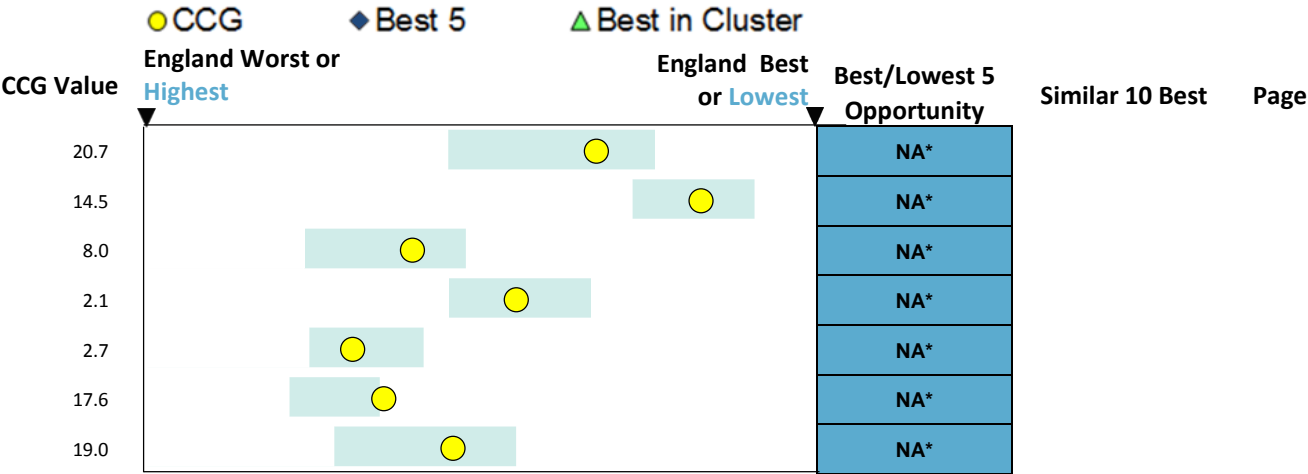 CCG Best 5 Best in Cluster
CCG Value
England Worst or
Highest
England Best
or Lowest
Best/Lowest 5
Opportunity
Similar 10 Best
Page
20.7 NA*
14.5 NA*
8.0 NA*
2.1 NA*
2.7 NA*
17.6 NA*
19.0 NA*